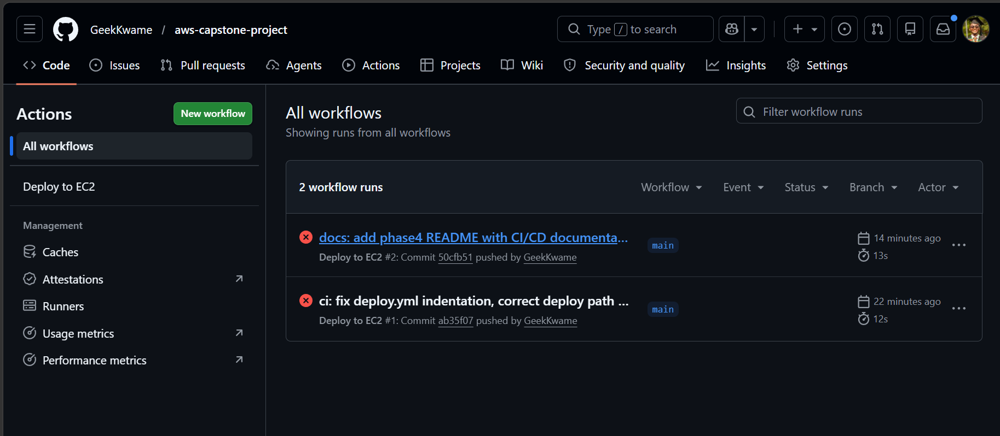 GeekKwame / aws-capstone-project
Type / to search
Code Issues Pull requests Agents Actions Projects Wiki Security and quality Insights Settings
Actions
New workflow
All workflows
Deploy to EC2
Management
Caches
Attestations
Runners
Usage metrics
Performance metrics
All workflows
Showing runs from all workflows
Filter workflow runs
2 workflow runs
Workflow Event Status Branch Actor
docs: add phase4 README with CI/CD documenta...
Deploy to EC2 #2: Commit 50cfb51 pushed by GeekKwame
main
14 minutes ago
13s
ci: fix deploy.yml indentation, correct deploy path ...
Deploy to EC2 #1: Commit ab35f07 pushed by GeekKwame
main
22 minutes ago
12s